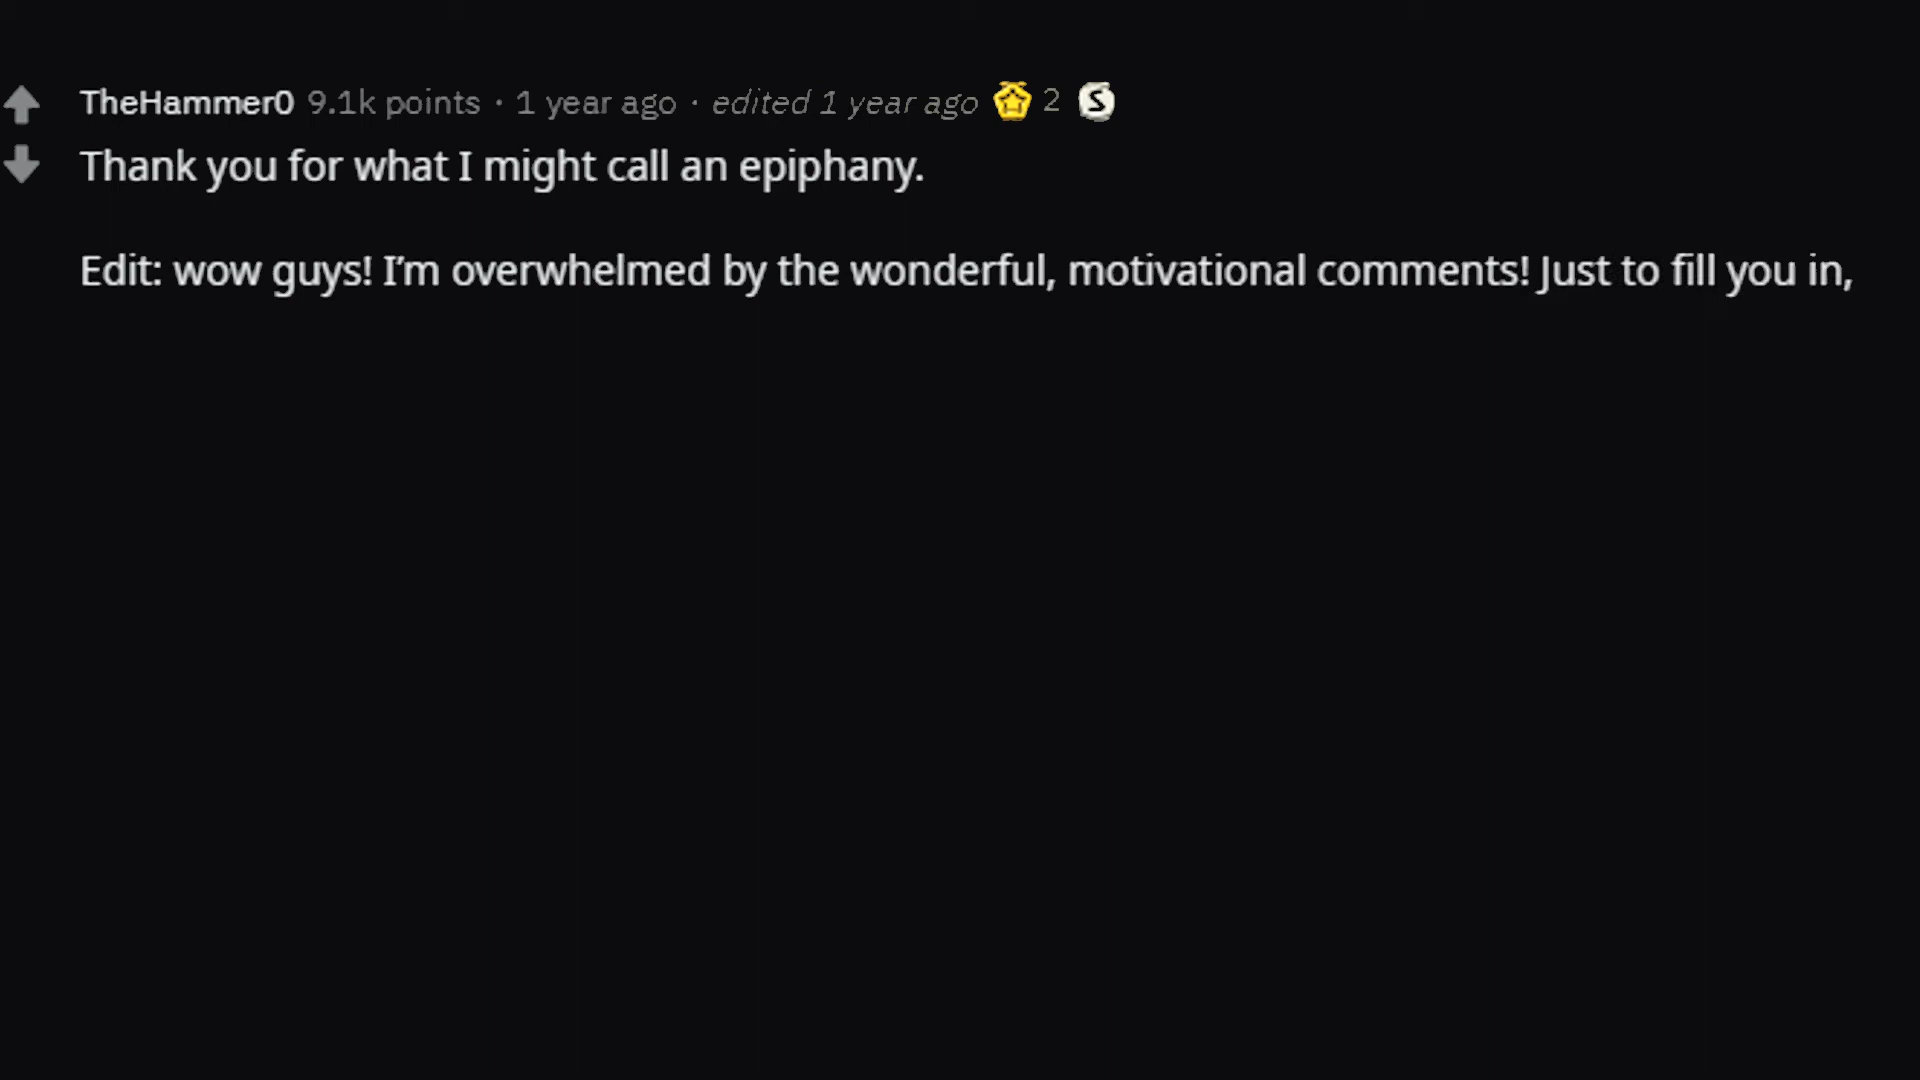 TheHammer0 9.1k points · 1 year ago · edited 1 year ago 2 S
Thank you for what I might call an epiphany.
Edit: wow guys! I’m overwhelmed by the wonderful, motivational comments! Just to fill you in,